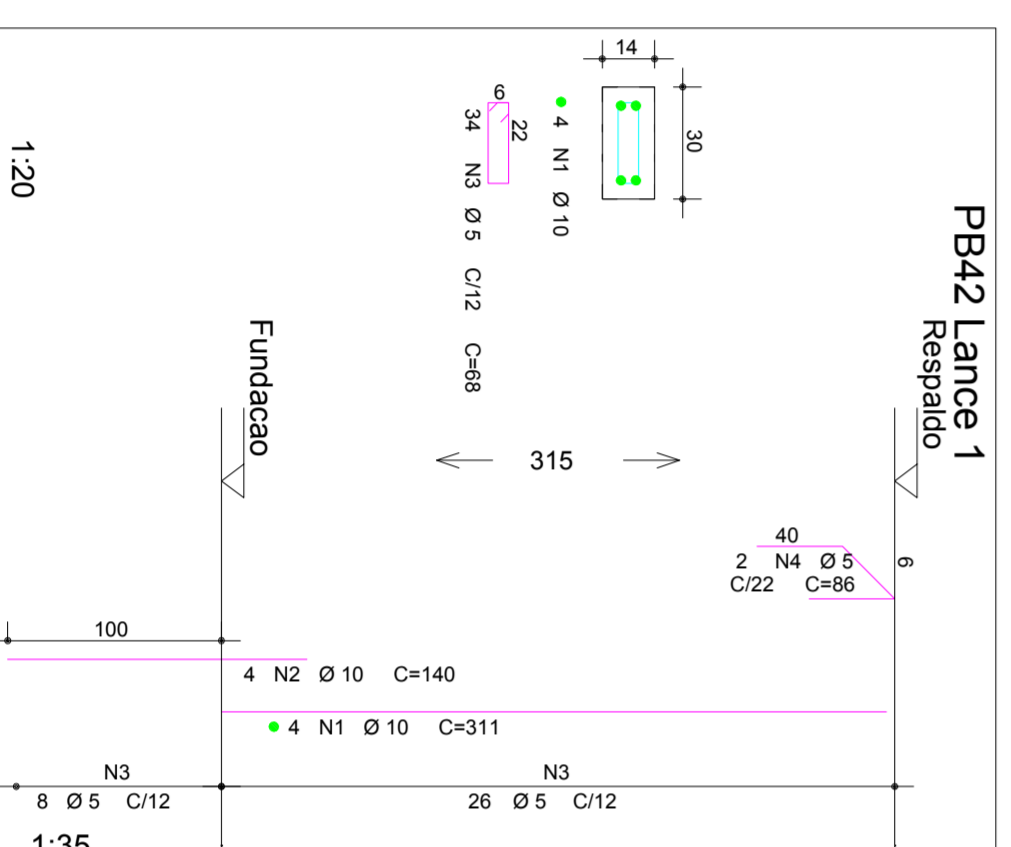 PB42 Lance 1
Respaldo
14
30
4 N1 Ø 10
6
22
34 N3 Ø 5 C/12 C=68
1:20
Fundacao
315
40
6
2 N4 Ø 5
C/22 C=86
100
4 N2 Ø 10 C=140
4 N1 Ø 10 C=311
N3
8 Ø 5 C/12
N3
26 Ø 5 C/12
1:35